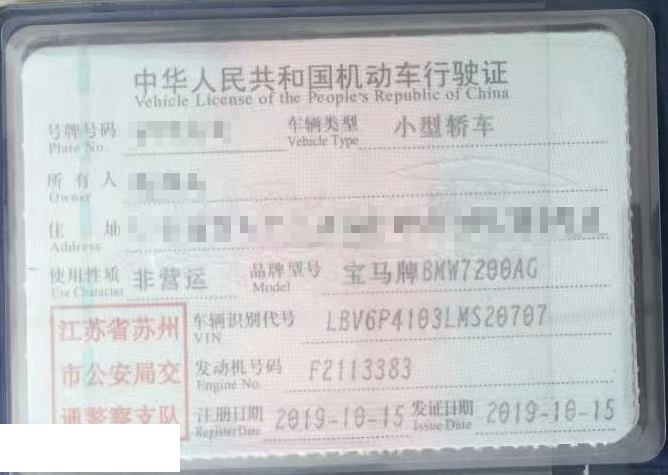 中华人民共和国机动车行驶证
Vehicle License of the People's Republic of China
号牌号码 车辆类型 小型轿车
Plate No. Vehicle Type
所有人
Owner
住址
Address
使用性质 非营运 品牌型号 宝马牌BMW7200AG
Use Character Model
江苏省苏州 车辆识别代号 LBV6P4103LMS20707
VIN
市公安局交 发动机号码 F2113383
Engine No.
通警察支队 注册日期 2019-10-15 发证日期 2019-10-15
Register Date Issue Date